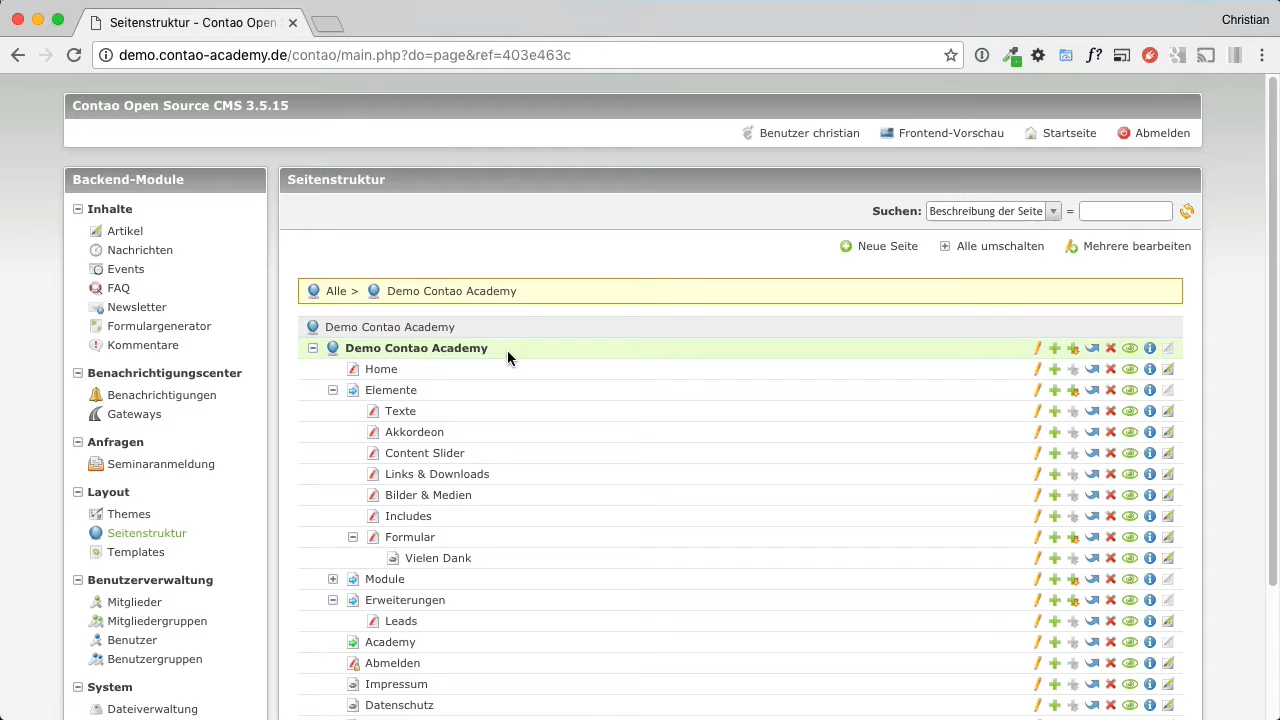 Seitenstruktur - Contao Open
Christian
demo.contao-academy.de/contao/main.php?do=page&ref=403e463c
Contao Open Source CMS 3.5.15
Benutzer christian
Frontend-Vorschau
Startseite
Abmelden
Backend-Module
Inhalte
Artikel
Nachrichten
Events
FAQ
Newsletter
Formulargenerator
Kommentare
Benachrichtigungscenter
Benachrichtigungen
Gateways
Anfragen
Seminaranmeldung
Layout
Themes
Seitenstruktur
Templates
Benutzerverwaltung
Mitglieder
Mitgliedergruppen
Benutzer
Benutzergruppen
System
Dateiverwaltung
Seitenstruktur
Suchen: Beschreibung der Seite =
Neue Seite
Alle umschalten
Mehrere bearbeiten
Alle > Demo Contao Academy
Demo Contao Academy
Demo Contao Academy
Home
Elemente
Texte
Akkordeon
Content Slider
Links & Downloads
Bilder & Medien
Includes
Formular
Vielen Dank
Module
Erweiterungen
Leads
Academy
Abmelden
Impressum
Datenschutz